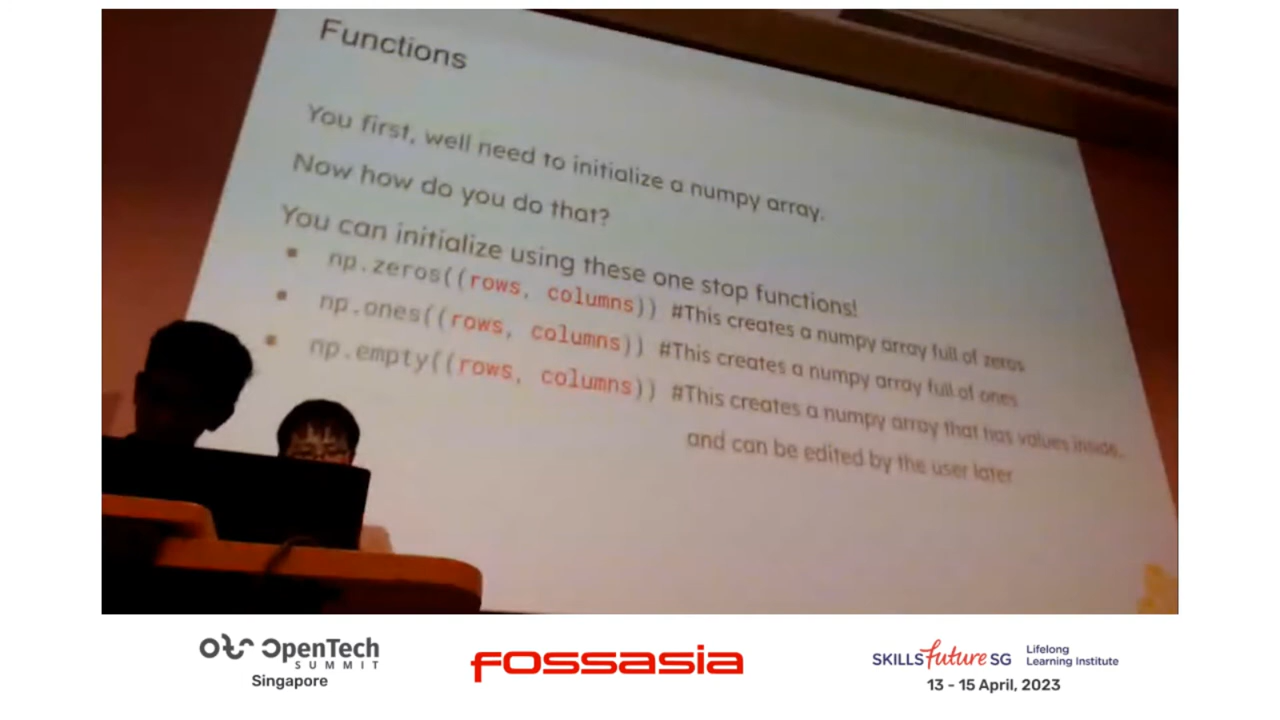 Functions
You first, well need to initialize a numpy array.
Now how do you do that?
You can initialize using these one stop functions!
▪ np.zeros((rows, columns)) #This creates a numpy array full of zeros
▪ np.ones((rows, columns)) #This creates a numpy array full of ones
▪ np.empty((rows, columns)) #This creates a numpy array that has values inside,
and can be edited by the user later
OpenTech
SUMMIT
Singapore
fossasia
SKILLS future SG
Lifelong
Learning Institute
13 - 15 April, 2023